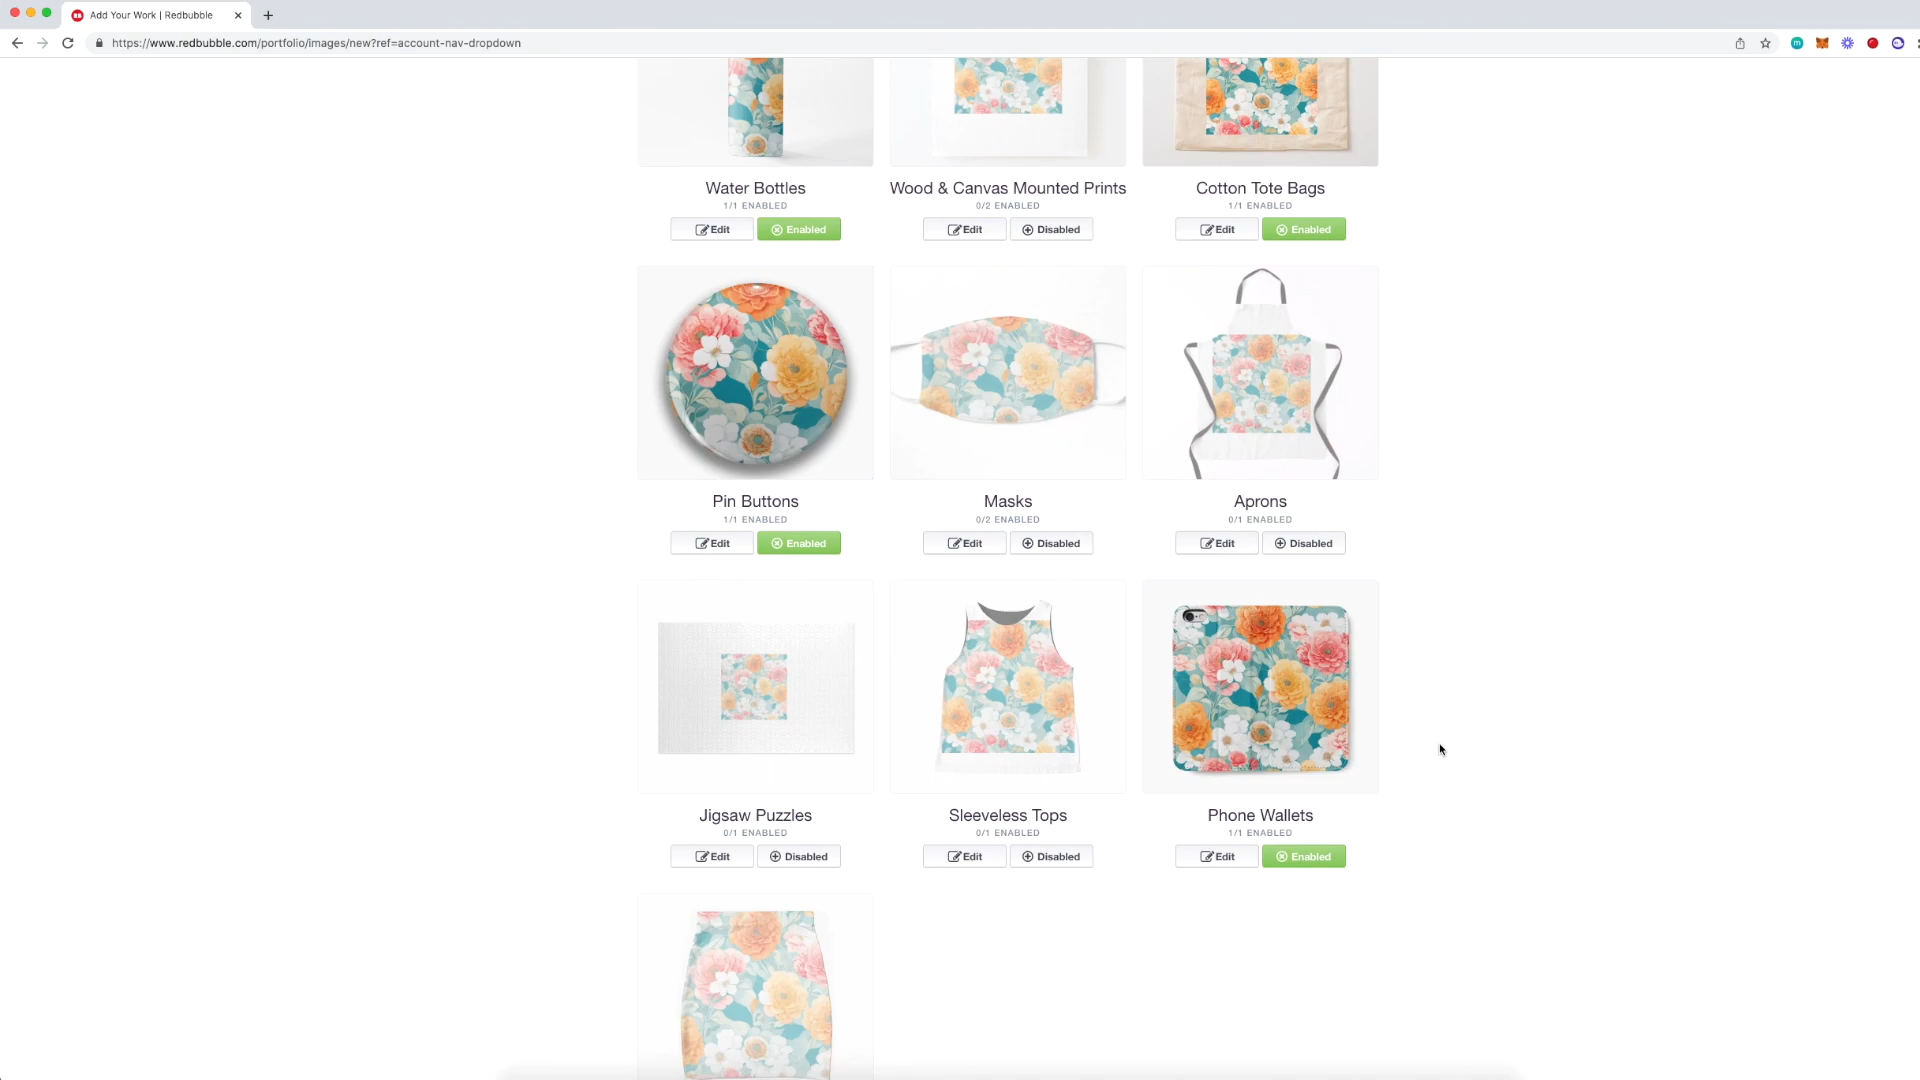 Add Your Work | Redbubble
https://www.redbubble.com/portfolio/images/new?ref=account-nav-dropdown
Water Bottles
1/1 ENABLED
Edit Enabled
Wood & Canvas Mounted Prints
0/2 ENABLED
Edit Disabled
Cotton Tote Bags
1/1 ENABLED
Edit Enabled
Pin Buttons
1/1 ENABLED
Edit Enabled
Masks
0/2 ENABLED
Edit Disabled
Aprons
0/1 ENABLED
Edit Disabled
Jigsaw Puzzles
0/1 ENABLED
Edit Disabled
Sleeveless Tops
0/1 ENABLED
Edit Disabled
Phone Wallets
1/1 ENABLED
Edit Enabled